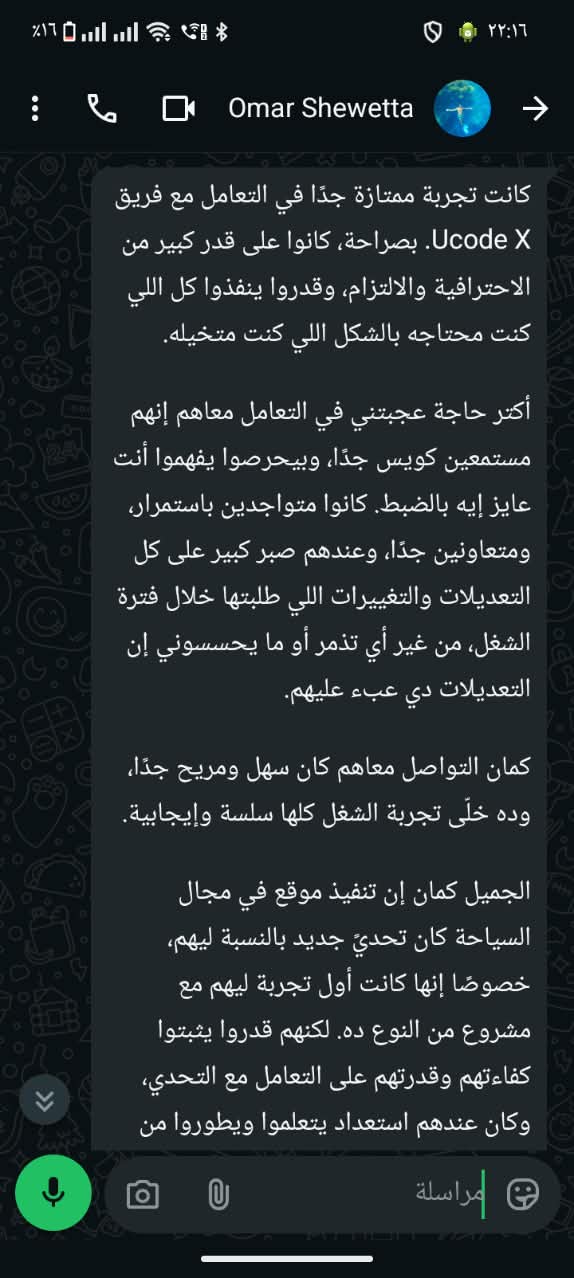 ٢٢:١٦
٪١٦
Omar Shewetta
كانت تجربة ممتازة جدًا في التعامل مع فريق
Ucode X. بصراحة، كانوا على قدر كبير من
الاحترافية والالتزام، وقدروا ينفذوا كل اللي
كنت محتاجه بالشكل اللي كنت متخيله.
أكتر حاجة عجبتني في التعامل معاهم إنهم
مستمعين كويس جدًا، وبيحرصوا يفهموا أنت
عايز إيه بالضبط. كانوا متواجدين باستمرار،
ومتعاونين جدًا، وعندهم صبر كبير على كل
التعديلات والتغييرات اللي طلبتها خلال فترة
الشغل، من غير أي تذمر أو ما يحسسوني إن
التعديلات دي عبء عليهم.
كمان التواصل معاهم كان سهل ومريح جدًا،
وده خلّى تجربة الشغل كلها سلسة وإيجابية.
الجميل كمان إن تنفيذ موقع في مجال
السياحة كان تحديً جديد بالنسبة ليهم،
خصوصًا إنها كانت أول تجربة ليهم مع
مشروع من النوع ده. لكنهم قدروا يثبتوا
كفاءتهم وقدرتهم على التعامل مع التحدي،
وكان عندهم استعداد يتعلموا ويطوروا من
مراسلة